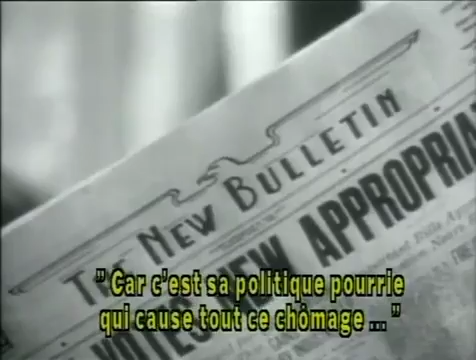 THE NEW BULLETIN
VOTES NEW APPROPRIA
" Car c'est sa politique pourrie
qui cause tout ce chômage ... "